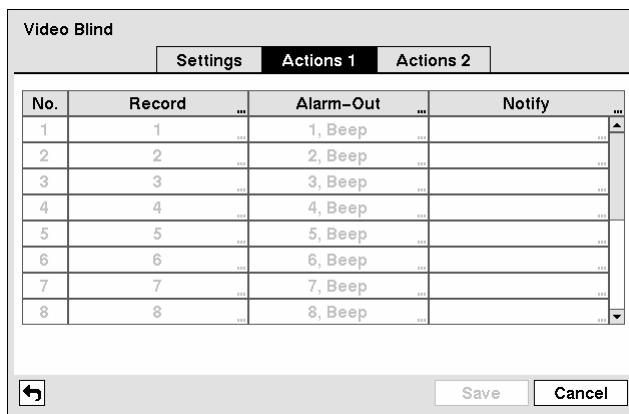 Video Blind
Settings Actions 1 Actions 2
No. Record ... Alarm-Out ... Notify ...
1 1 ... 1, Beep ... ...
2 2 ... 2, Beep ... ...
3 3 ... 3, Beep ... ...
4 4 ... 4, Beep ... ...
5 5 ... 5, Beep ... ...
6 6 ... 6, Beep ... ...
7 7 ... 7, Beep ... ...
8 8 ... 8, Beep ... ...
Save Cancel